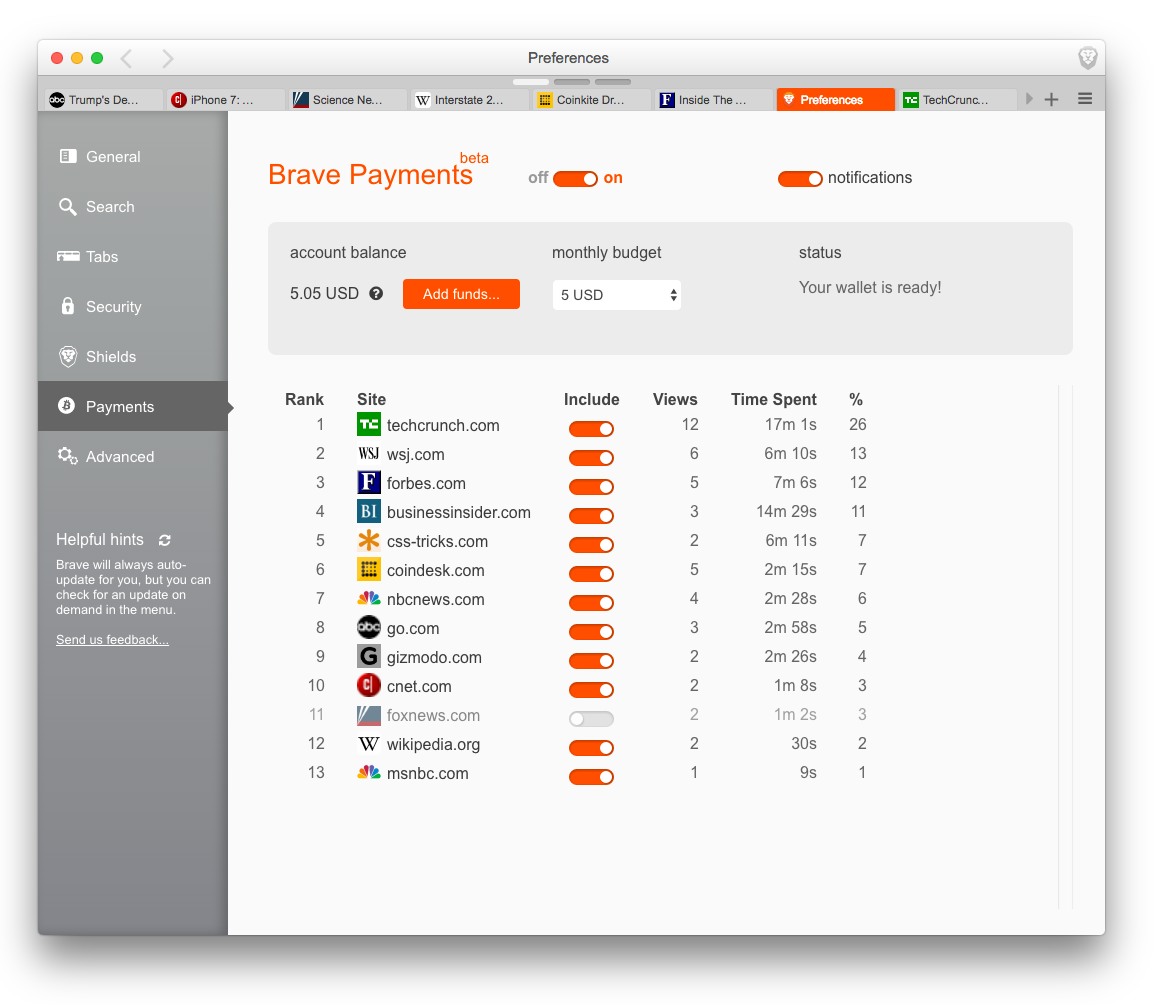 Preferences
Trump's De...
iPhone 7: ...
Science Ne...
Interstate 2...
Coinkite Dr...
Inside The ...
Preferences
TechCrunc...
General
Search
Tabs
Security
Shields
Payments
Advanced
Helpful hints
Brave will always auto-
update for you, but you can
check for an update on
demand in the menu.
Send us feedback...
Brave Payments beta
off on
notifications
account balance
5.05 USD
Add funds...
monthly budget
5 USD
status
Your wallet is ready!
Rank Site Include Views Time Spent %
1 TC techcrunch.com 12 17m 1s 26
2 WSJ wsj.com 6 6m 10s 13
3 F forbes.com 5 7m 6s 12
4 BI businessinsider.com 3 14m 29s 11
5 css-tricks.com 2 6m 11s 7
6 coindesk.com 5 2m 15s 7
7 nbcnews.com 4 2m 28s 6
8 abc go.com 3 2m 58s 5
9 G gizmodo.com 2 2m 26s 4
10 c| cnet.com 2 1m 8s 3
11 foxnews.com 2 1m 2s 3
12 W wikipedia.org 2 30s 2
13 msnbc.com 1 9s 1